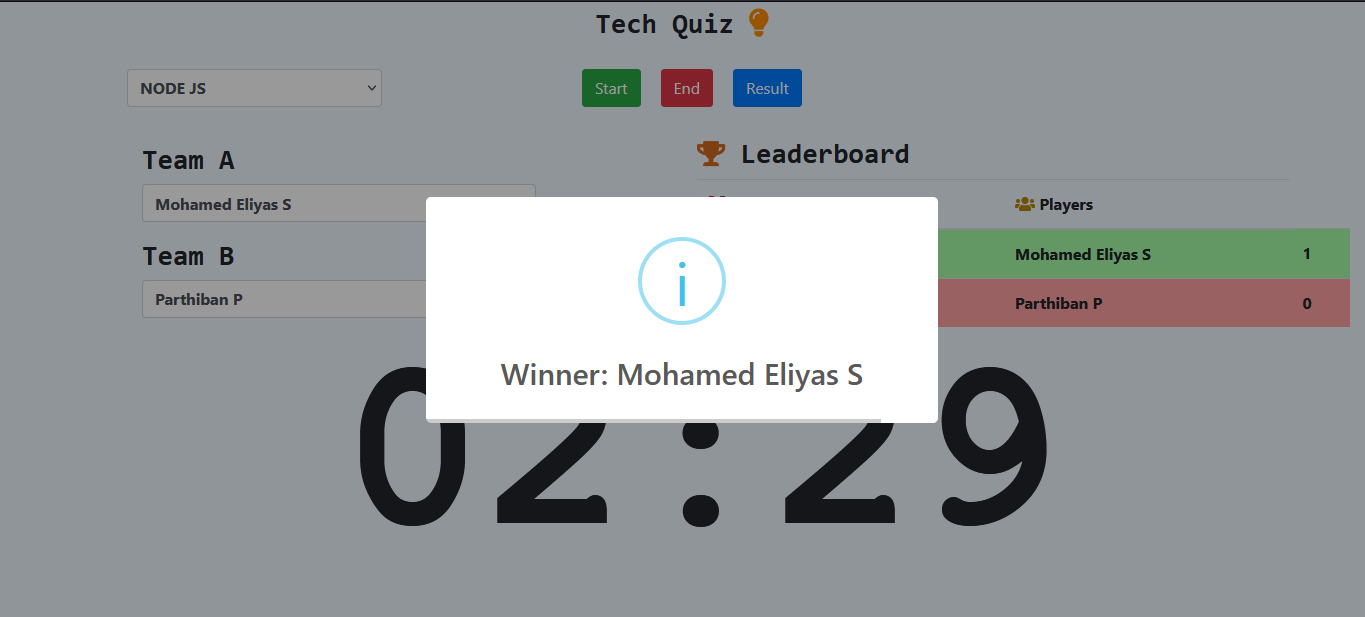 Tech Quiz
NODE JS
Start
End
Result
Team A
Mohamed Eliyas S
Team B
Parthiban P
Leaderboard
Players
Mohamed Eliyas S 1
Parthiban P 0
Winner: Mohamed Eliyas S
02:29